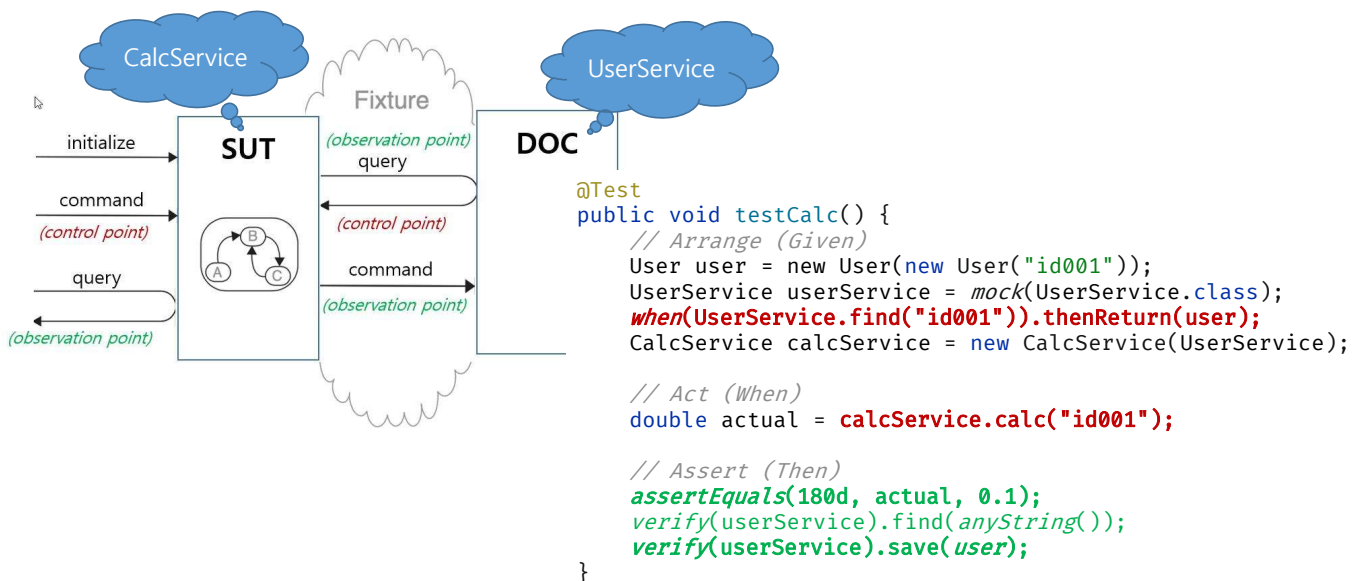 CalcService
UserService
Fixture
initialize
SUT
(observation point)
query
DOC
command
(control point)
(control point)
B
A
C
query
command
(observation point)
(observation point)
@Test
public void testCalc() {
// Arrange (Given)
User user = new User(new User("id001"));
UserService userService = mock(UserService.class);
when(UserService.find("id001")).thenReturn(user);
CalcService calcService = new CalcService(UserService);
// Act (When)
double actual = calcService.calc("id001");
// Assert (Then)
assertEquals(180d, actual, 0.1);
verify(userService).find(anyString());
verify(userService).save(user);
}